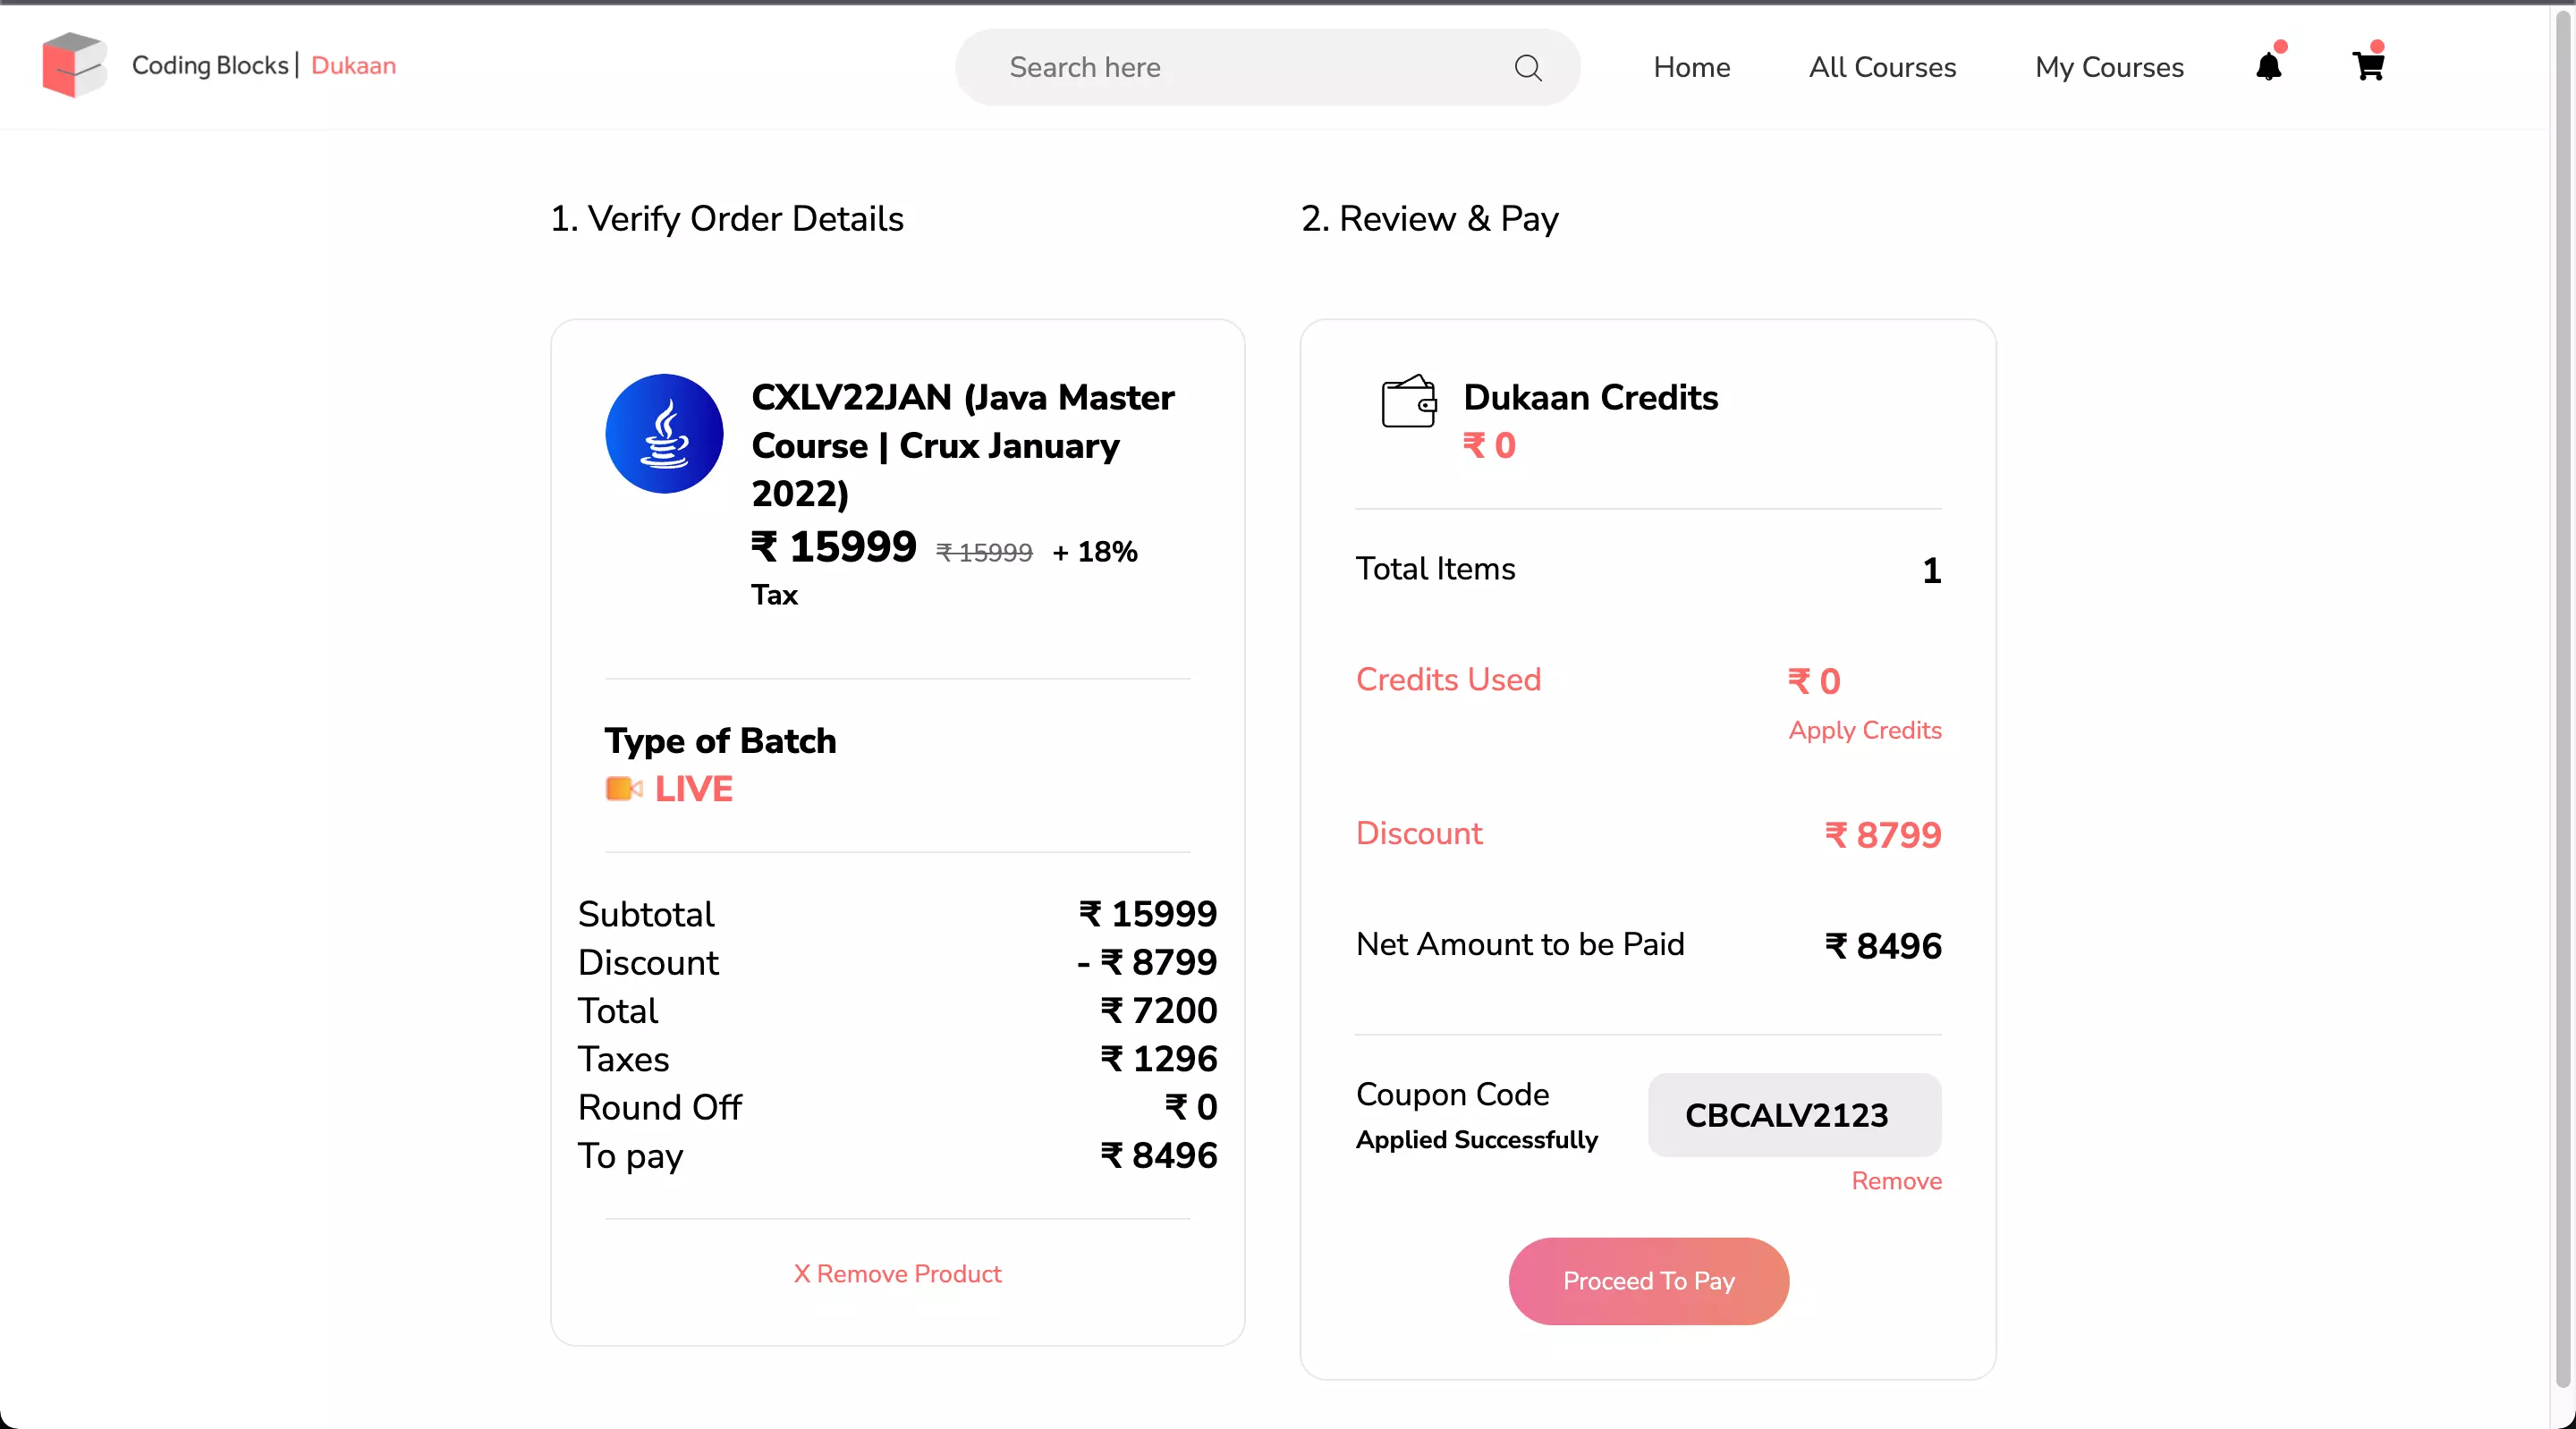 Coding Blocks | Dukaan
Search here
Home
All Courses
My Courses
1. Verify Order Details
2. Review & Pay
CXLV22JAN (Java Master
Course | Crux January
2022)
₹ 15999 ₹ 15999 + 18%
Tax
Type of Batch
LIVE
Subtotal ₹ 15999
Discount - ₹ 8799
Total ₹ 7200
Taxes ₹ 1296
Round Off ₹ 0
To pay ₹ 8496
X Remove Product
Dukaan Credits
₹ 0
Total Items 1
Credits Used ₹ 0
Apply Credits
Discount ₹ 8799
Net Amount to be Paid ₹ 8496
Coupon Code
Applied Successfully
CBCALV2123
Remove
Proceed To Pay